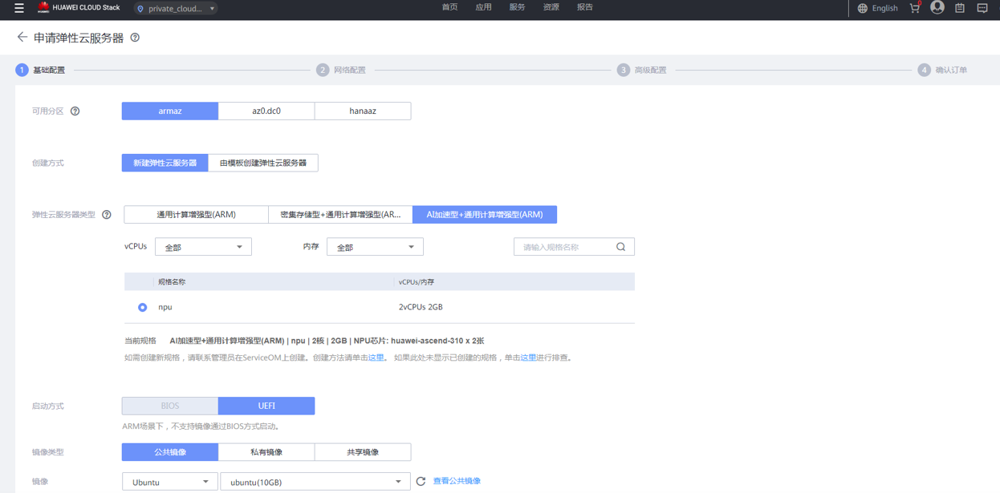 HUAWEI HUAWEI CLOUD Stack private_cloud... 首页 应用 服务 资源 报告 English 0
申请弹性云服务器 ?
1 基础配置 2 网络配置 3 高级配置 4 确认订单
可用分区 ? armaz az0.dc0 hanaaz
创建方式 新建弹性云服务器 由模板创建弹性云服务器
弹性云服务器类型 ? 通用计算增强型(ARM) 密集存储型+通用计算增强型(AR... AI加速型+通用计算增强型(ARM)
vCPUs 全部 内存 全部 请输入规格名称
规格名称 vCPUs/内存
npu 2vCPUs 2GB
当前规格 AI加速型+通用计算增强型(ARM) | npu | 2核 | 2GB | NPU芯片: huawei-ascend-310 x 2张
如需创建新规格，请联系管理员在ServiceOM上创建。创建方法请单击这里。 如果此处未显示已创建的规格，单击这里进行排查。
启动方式 BIOS UEFI
ARM场景下，不支持镜像通过BIOS方式启动。
镜像类型 公共镜像 私有镜像 共享镜像
镜像 Ubuntu ubuntu(10GB) 查看公共镜像